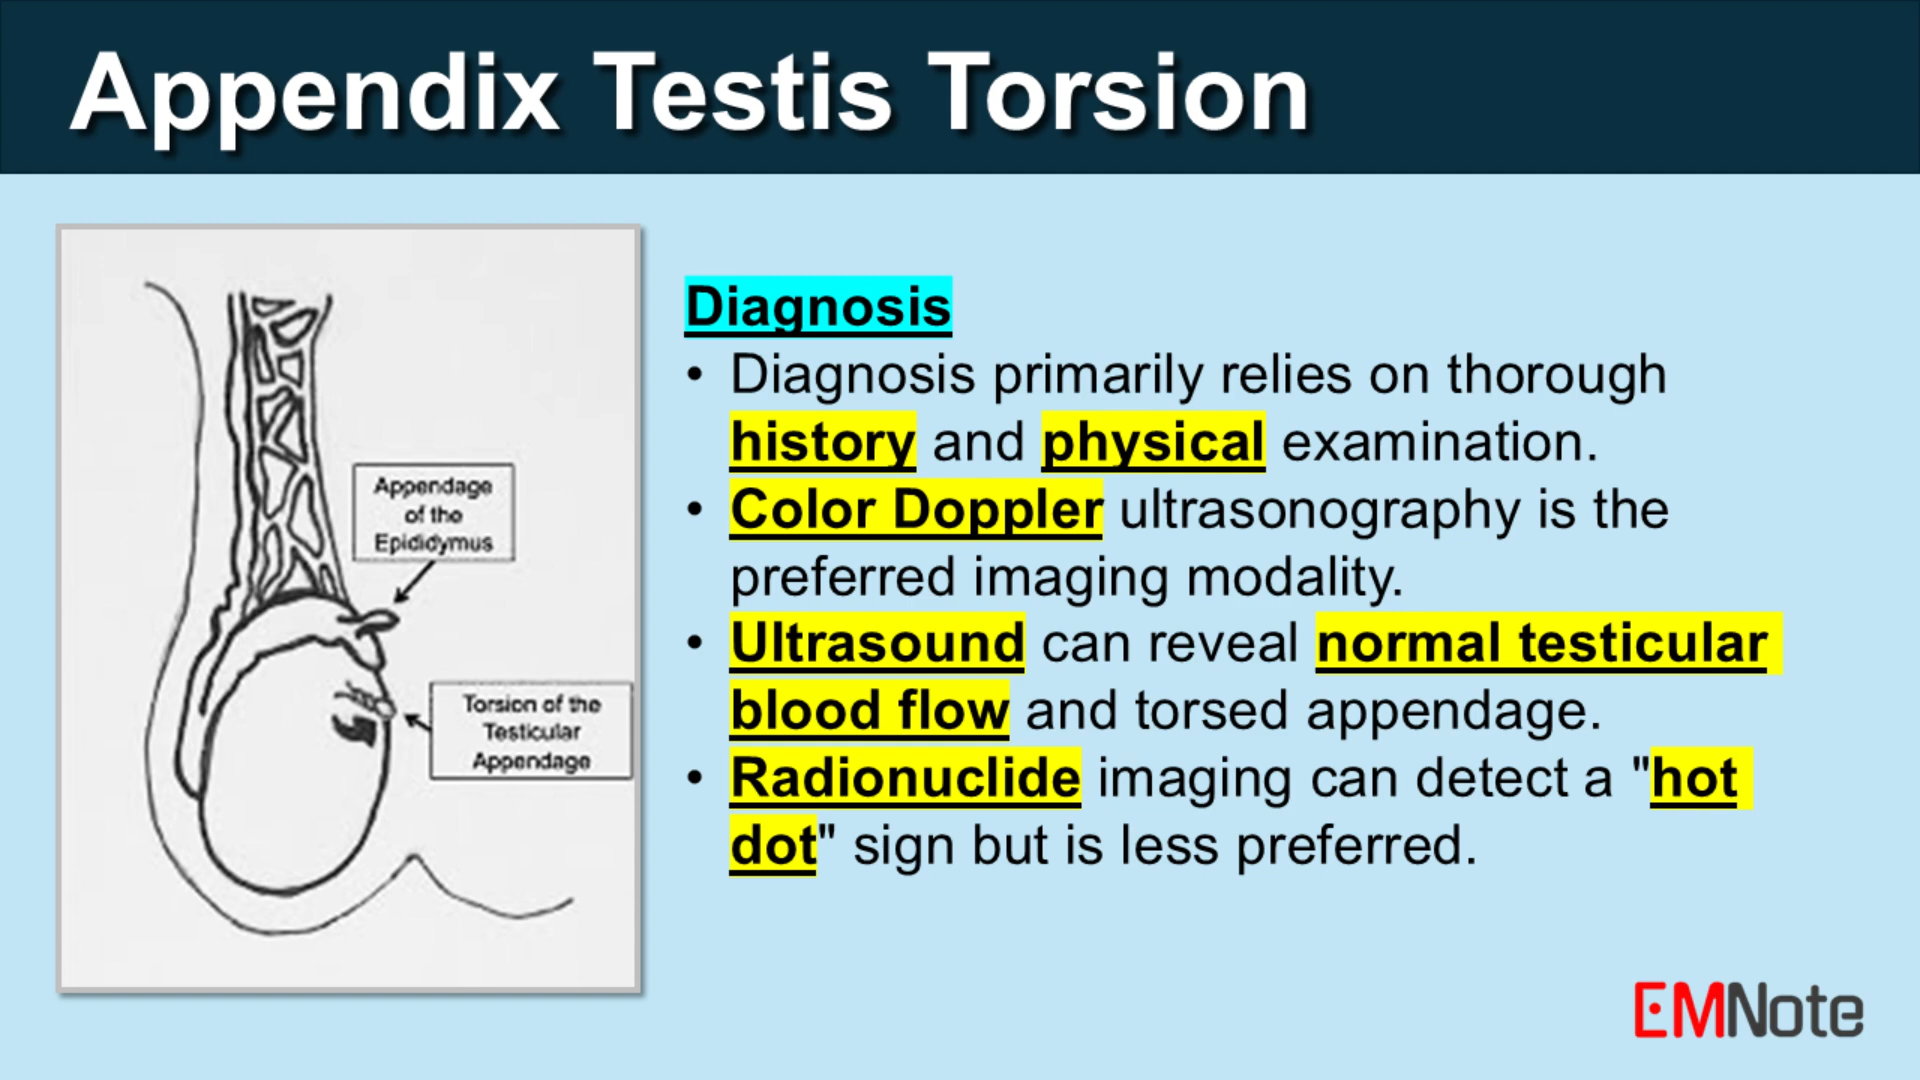 Appendix Testis Torsion
Appendage
of the
Epididymus
Torsion of the
Testicular
Appendage
Diagnosis
• Diagnosis primarily relies on thorough
history and physical examination.
• Color Doppler ultrasonography is the
preferred imaging modality.
• Ultrasound can reveal normal testicular
blood flow and torsed appendage.
• Radionuclide imaging can detect a "hot
dot" sign but is less preferred.
EMNote